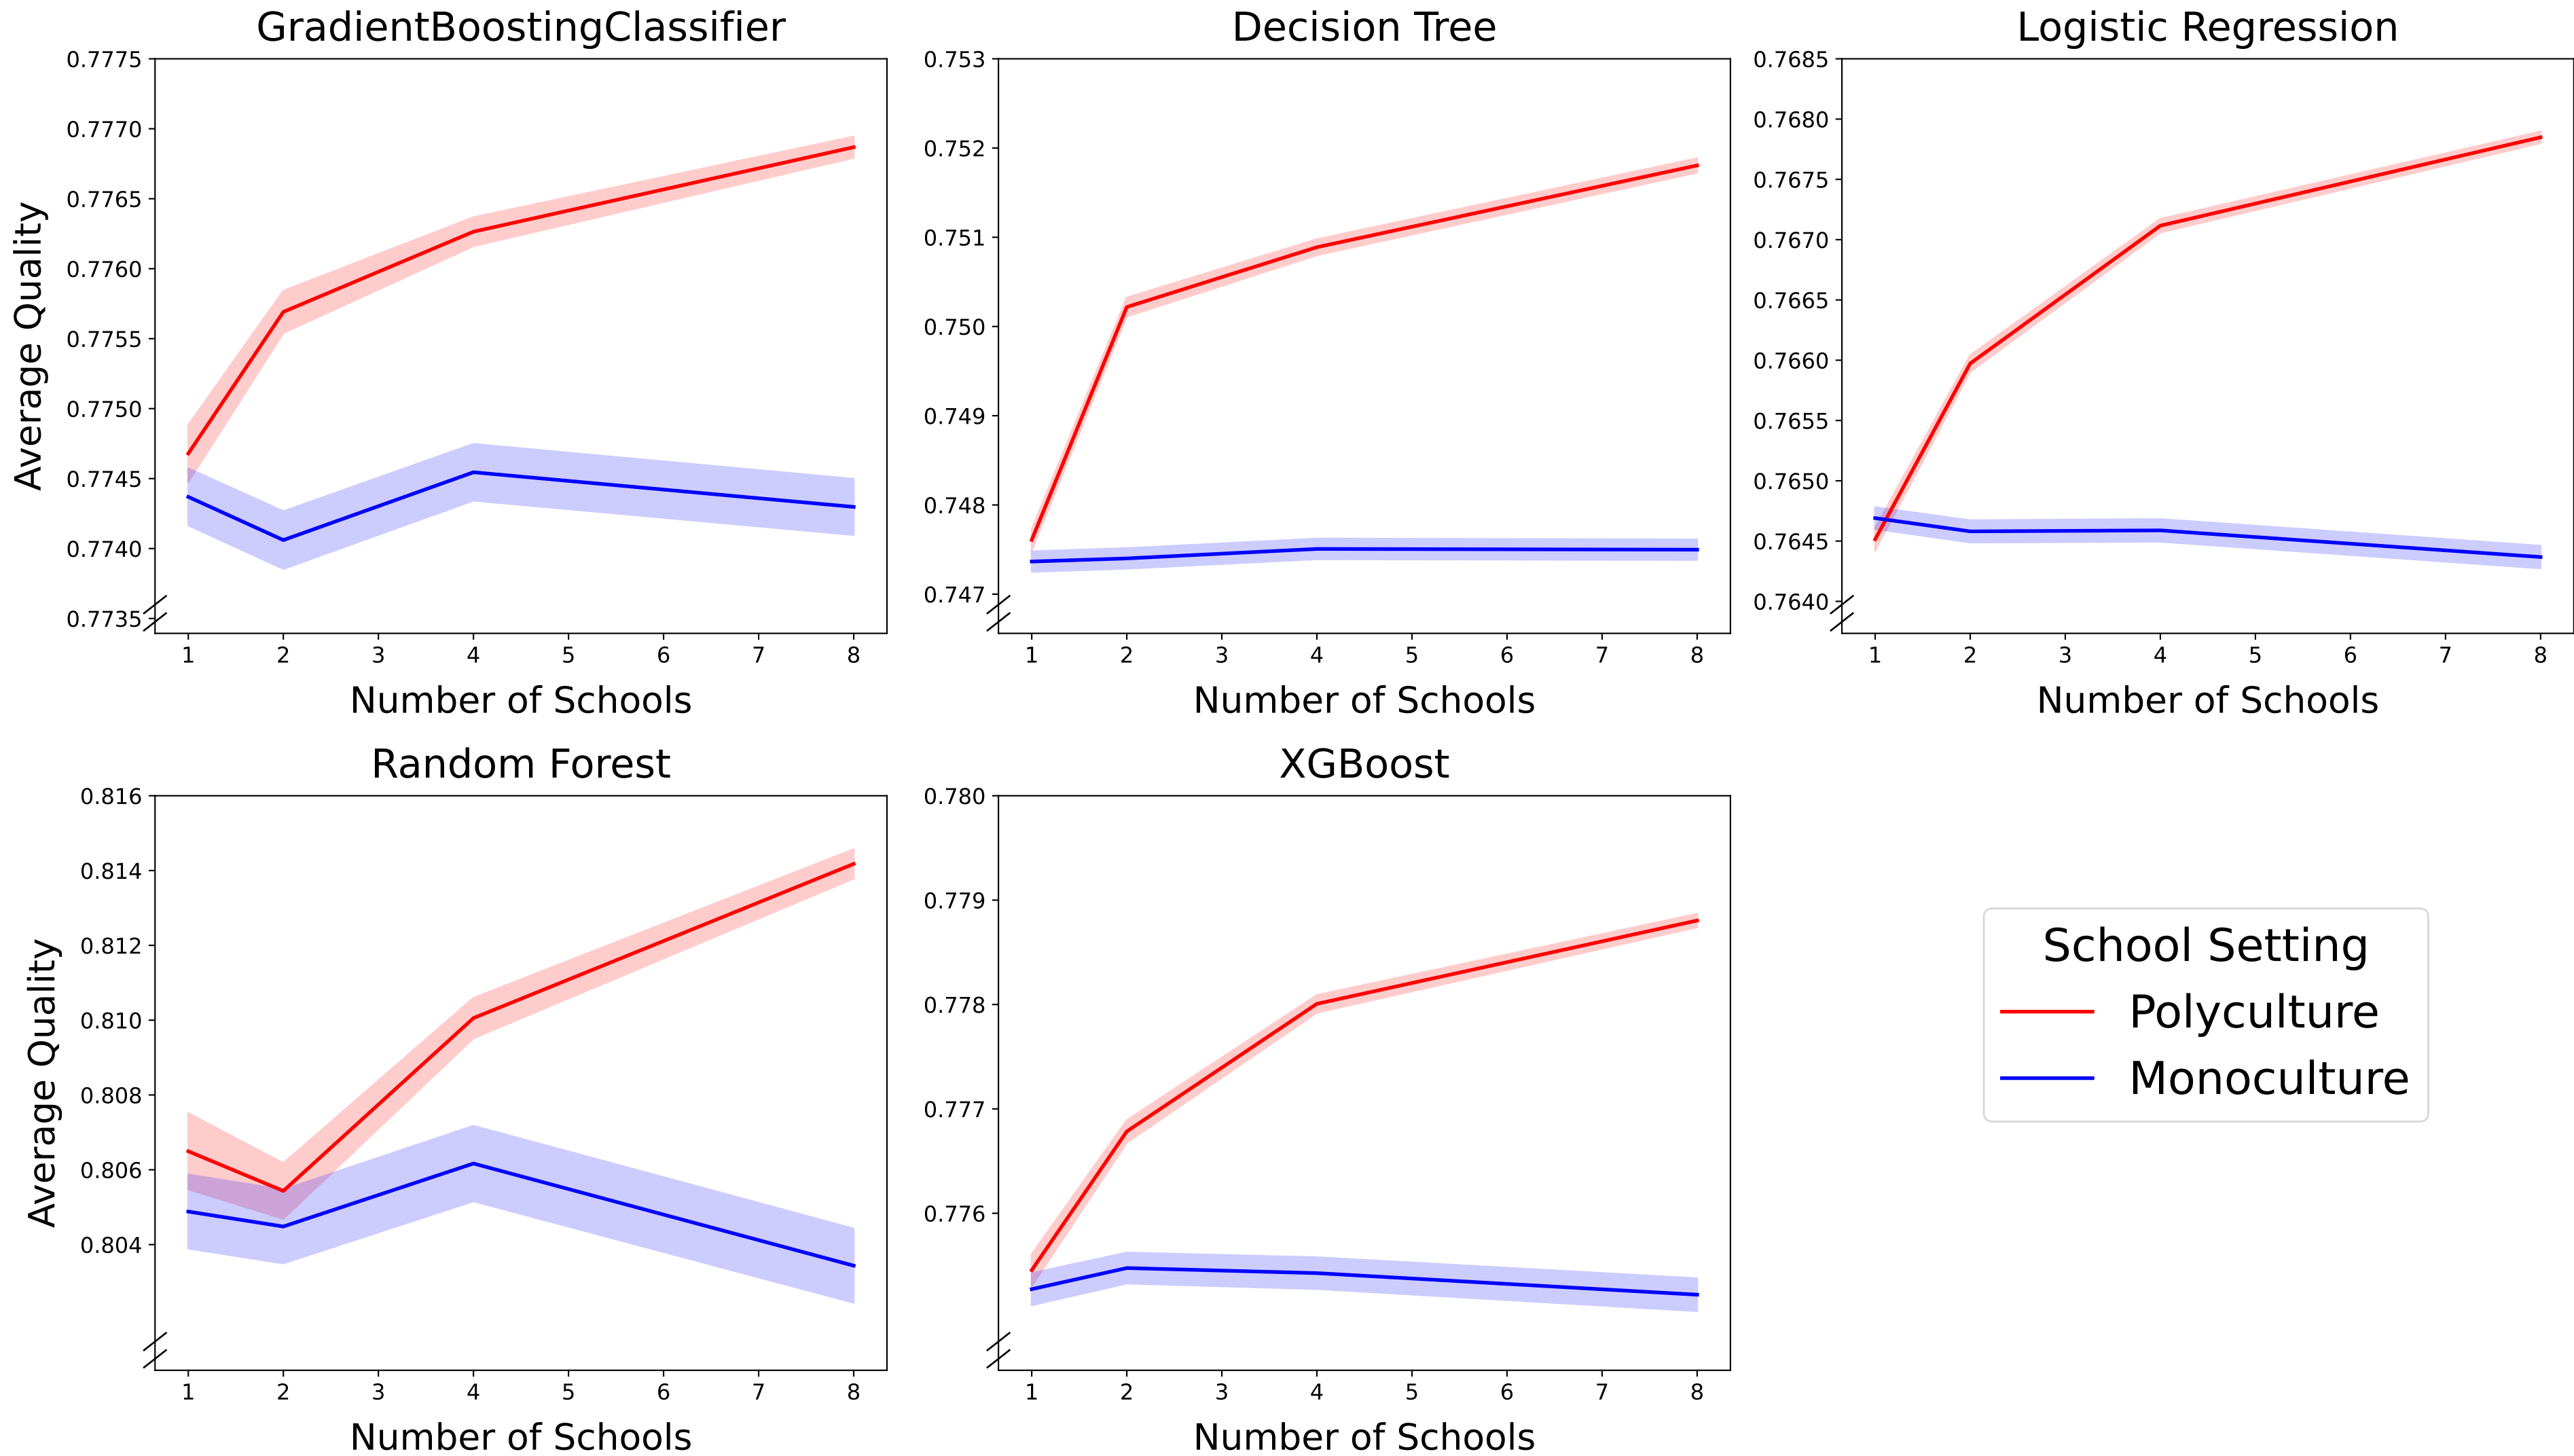 GradientBoostingClassifier
Average Quality
0.7775
0.7770
0.7765
0.7760
0.7755
0.7750
0.7745
0.7740
0.7735
1 2 3 4 5 6 7 8
Number of Schools
Decision Tree
0.753
0.752
0.751
0.750
0.749
0.748
0.747
1 2 3 4 5 6 7 8
Number of Schools
Logistic Regression
0.7685
0.7680
0.7675
0.7670
0.7665
0.7660
0.7655
0.7650
0.7645
0.7640
1 2 3 4 5 6 7 8
Number of Schools
Random Forest
Average Quality
0.816
0.814
0.812
0.810
0.808
0.806
0.804
1 2 3 4 5 6 7 8
Number of Schools
XGBoost
0.780
0.779
0.778
0.777
0.776
1 2 3 4 5 6 7 8
Number of Schools
School Setting
Polyculture
Monoculture